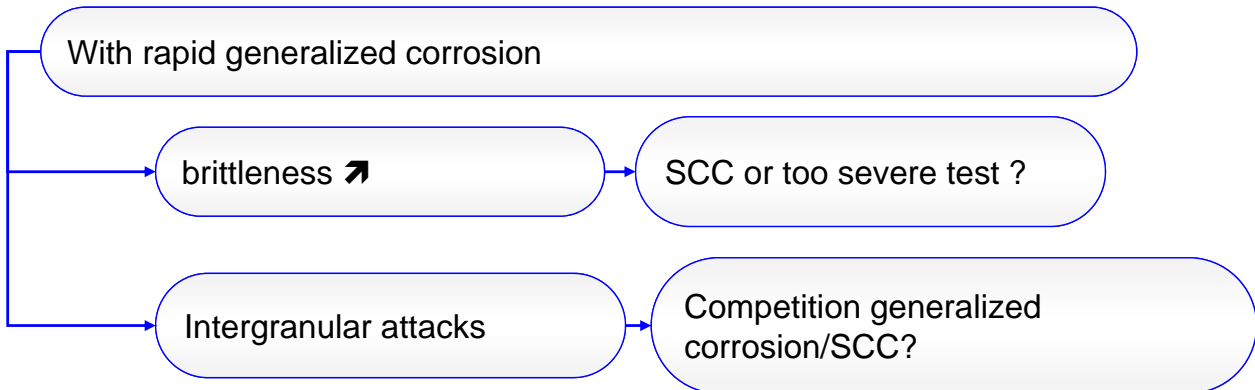 With rapid generalized corrosion
brittleness ↗
SCC or too severe test ?
Intergranular attacks
Competition generalized
corrosion/SCC?